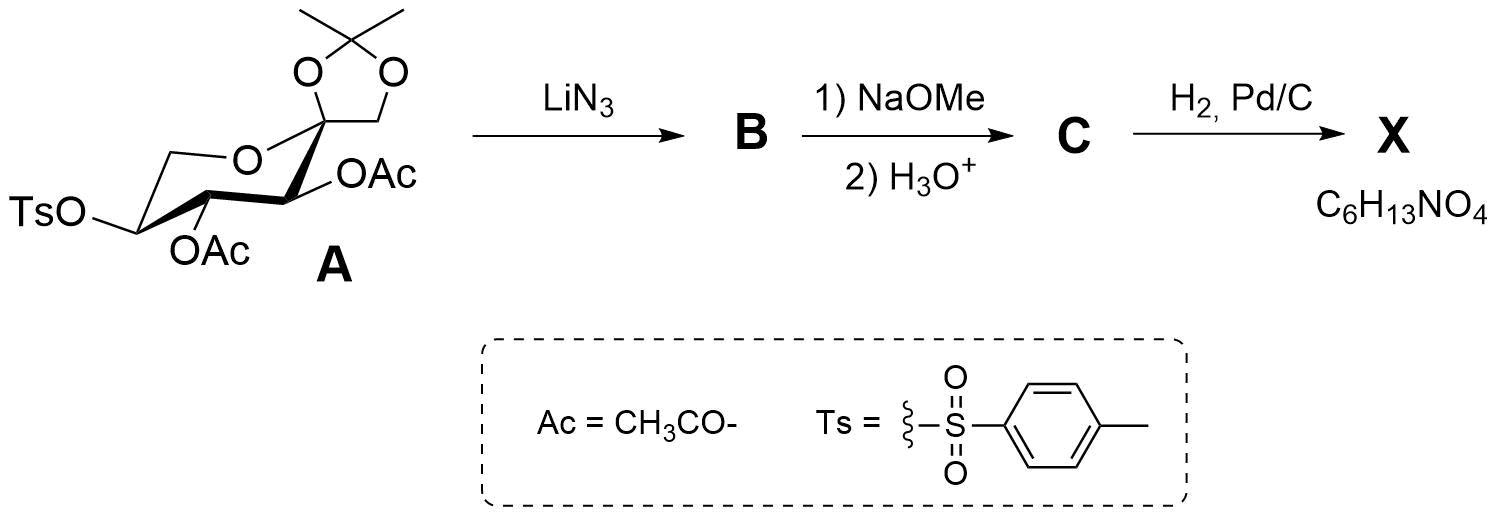 O O
LiN₃
O
OAc
TsO
OAc
A
B
1) NaOMe
2) H₃O⁺
C
H₂, Pd/C
X
C₆H₁₃NO₄
Ac = CH₃CO-
Ts =
O
S
O